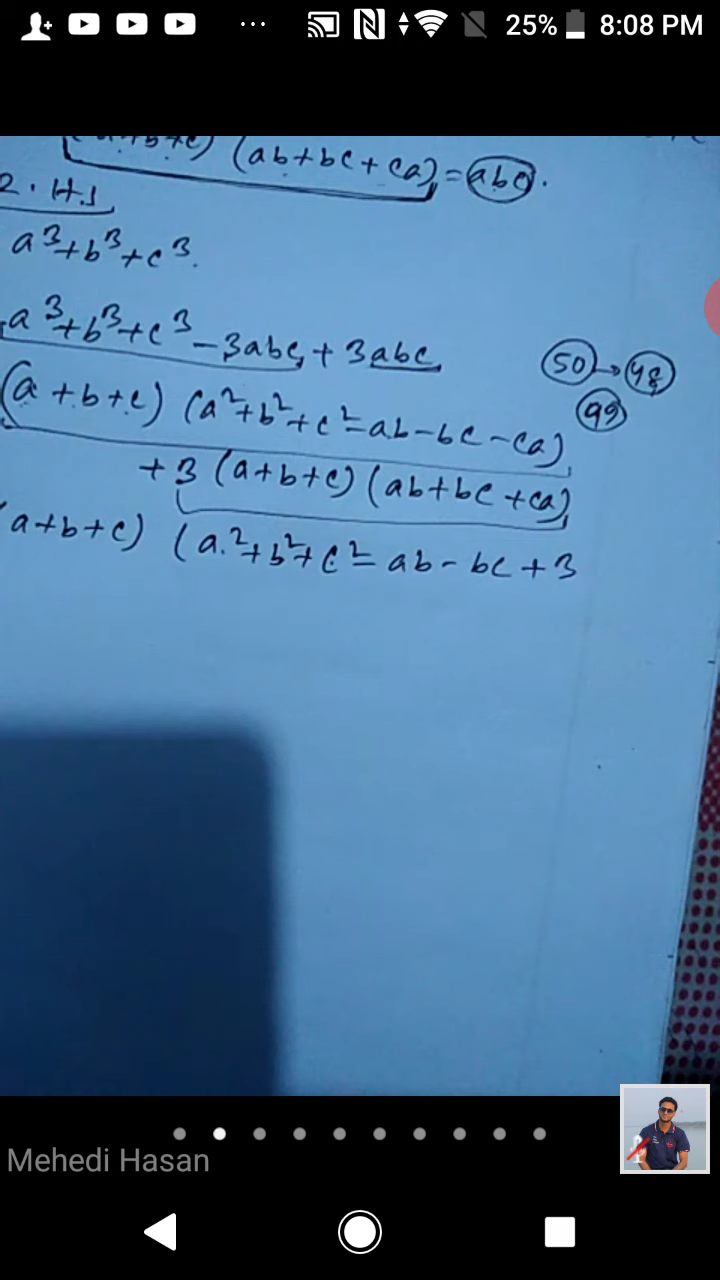 25% 8:08 PM
(ab+bc+ca)=abc.
2. H.S
a³+b³+c³.
a³+b³+c³-3abc+3abc
50→48
99
(a+b+c) (a²+b²+c²-ab-bc-ca)
+3 (a+b+c) (ab+bc+ca)
(a+b+c) (a²+b²+c²-ab-bc+3
Mehedi Hasan